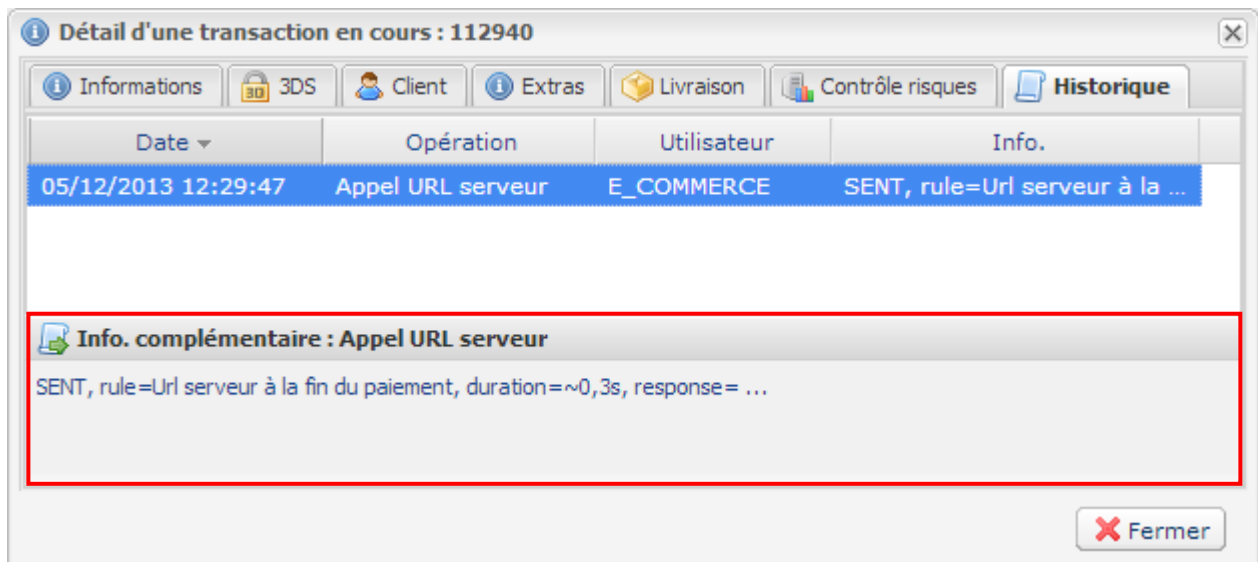 Détail d'une transaction en cours : 112940
Informations 3DS Client Extras Livraison Contrôle risques Historique
Date Opération Utilisateur Info.
05/12/2013 12:29:47 Appel URL serveur E_COMMERCE SENT, rule=Url serveur à la ...
Info. complémentaire : Appel URL serveur
SENT, rule=Url serveur à la fin du paiement, duration=~0,3s, response= ...
Fermer